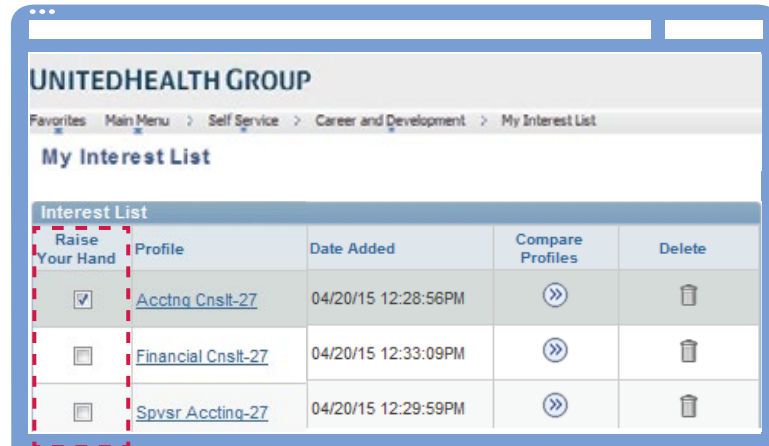 UNITEDHEALTH GROUP
Favorites Main Menu > Self Service > Career and Development > My Interest List
My Interest List
Interest List
Raise Your Hand Profile Date Added Compare Profiles Delete
Acctng Cnslt-27 04/20/15 12:28:56PM
Financial Cnslt-27 04/20/15 12:33:09PM
Spvsr Accting-27 04/20/15 12:29:59PM